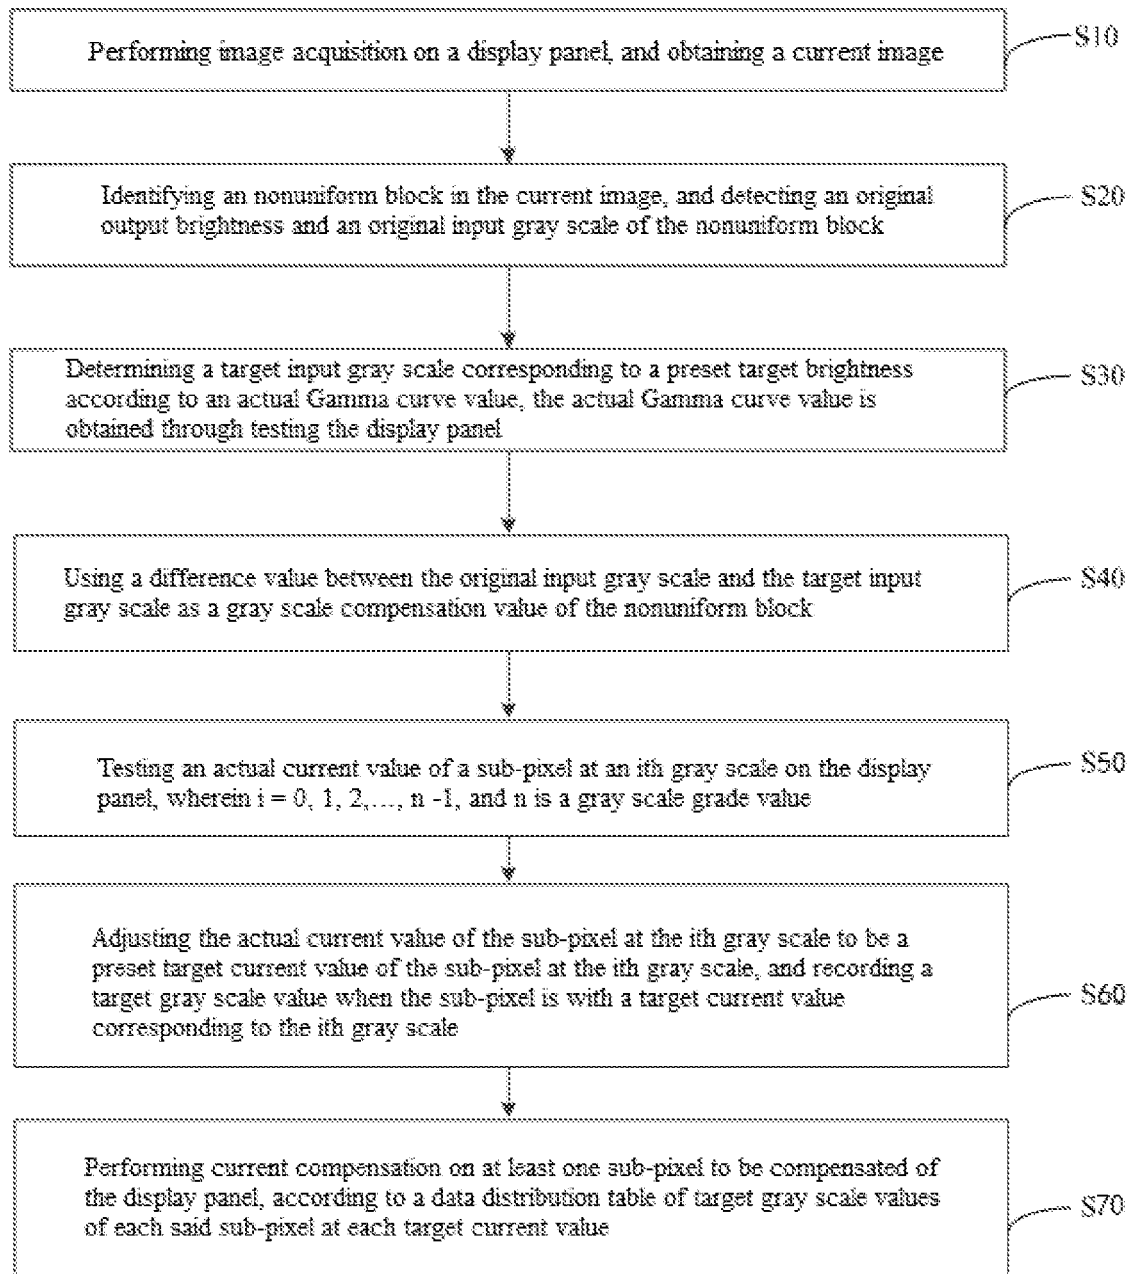 Performing image acquisition on a display panel, and obtaining a current image
S10
Identifying an nonuniform block in the current image, and detecting an original
output brightness and an original input gray scale of the nonuniform block
S20
Determining a target input gray scale corresponding to a preset target brightness
according to an actual Gamma curve value, the actual Gamma curve value is
obtained through testing the display panel
S30
Using a difference value between the original input gray scale and the target input
gray scale as a gray scale compensation value of the nonuniform block
S40
Testing an actual current value of a sub-pixel at an ith gray scale on the display
panel, wherein i = 0, 1, 2,…, n -1, and n is a gray scale grade value
S50
Adjusting the actual current value of the sub-pixel at the ith gray scale to be a
preset target current value of the sub-pixel at the ith gray scale, and recording a
target gray scale value when the sub-pixel is with a target current value
corresponding to the ith gray scale
S60
Performing current compensation on at least one sub-pixel to be compensated of
the display panel, according to a data distribution table of target gray scale values
of each said sub-pixel at each target current value
S70